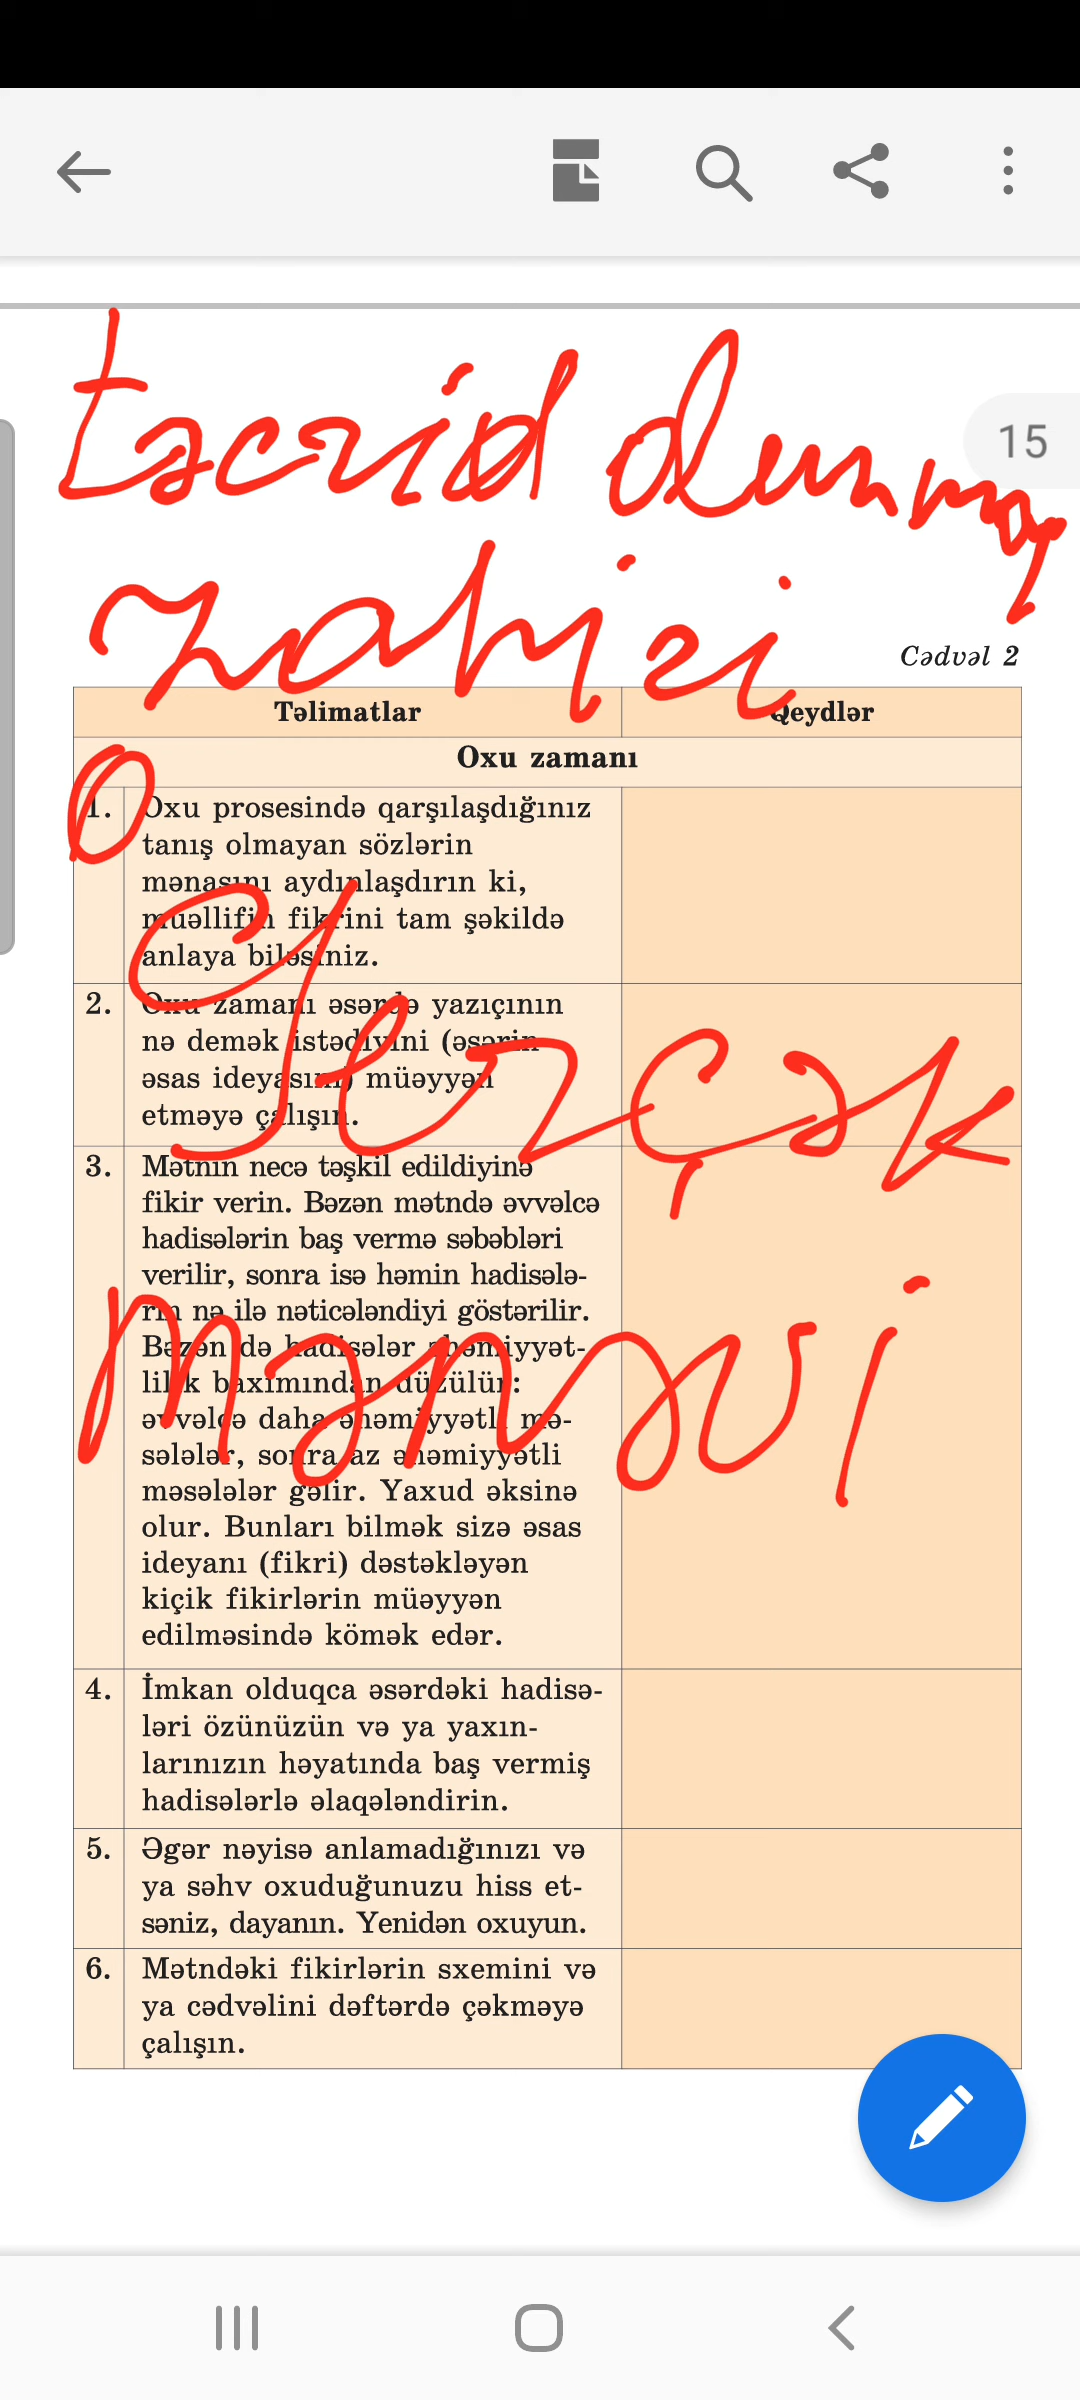 təcrid olunmaq
15
zahiri
Cədvəl 2
Təlimatlar Qeydlər
Oxu zamanı
1. Oxu prosesində qarşılaşdığınız
tanış olmayan sözlərin
mənasını aydınlaşdırın ki,
müəllifin fikrini tam şəkildə
anlaya biləsiniz.
2. Oxu zamanı əsərdə yazıçının
nə demək istədiyini (əsərin
əsas ideyasını) müəyyən
etməyə çalışın.
gerçək
3. Mətnin necə təşkil edildiyinə
fikir verin. Bəzən mətndə əvvəlcə
hadisələrin baş vermə səbəbləri
verilir, sonra isə həmin hadisələ-
rin nə ilə nəticələndiyi göstərilir.
Bəzən də hadisələr əhəmiyyət-
lilik baxımından düzülür:
əvvəlcə daha əhəmiyyətli mə-
sələlər, sonra az əhəmiyyətli
məsələlər gəlir. Yaxud əksinə
olur. Bunları bilmək sizə əsas
ideyanı (fikri) dəstəkləyən
kiçik fikirlərin müəyyən
edilməsində kömək edər.
mənəvi
4. İmkan olduqca əsərdəki hadisə-
ləri özünüzün və ya yaxın-
larınızın həyatında baş vermiş
hadisələrlə əlaqələndirin.
5. Əgər nəyisə anlamadığınızı və
ya səhv oxuduğunuzu hiss et-
səniz, dayanın. Yenidən oxuyun.
6. Mətndəki fikirlərin sxemini və
ya cədvəlini dəftərdə çəkməyə
çalışın.